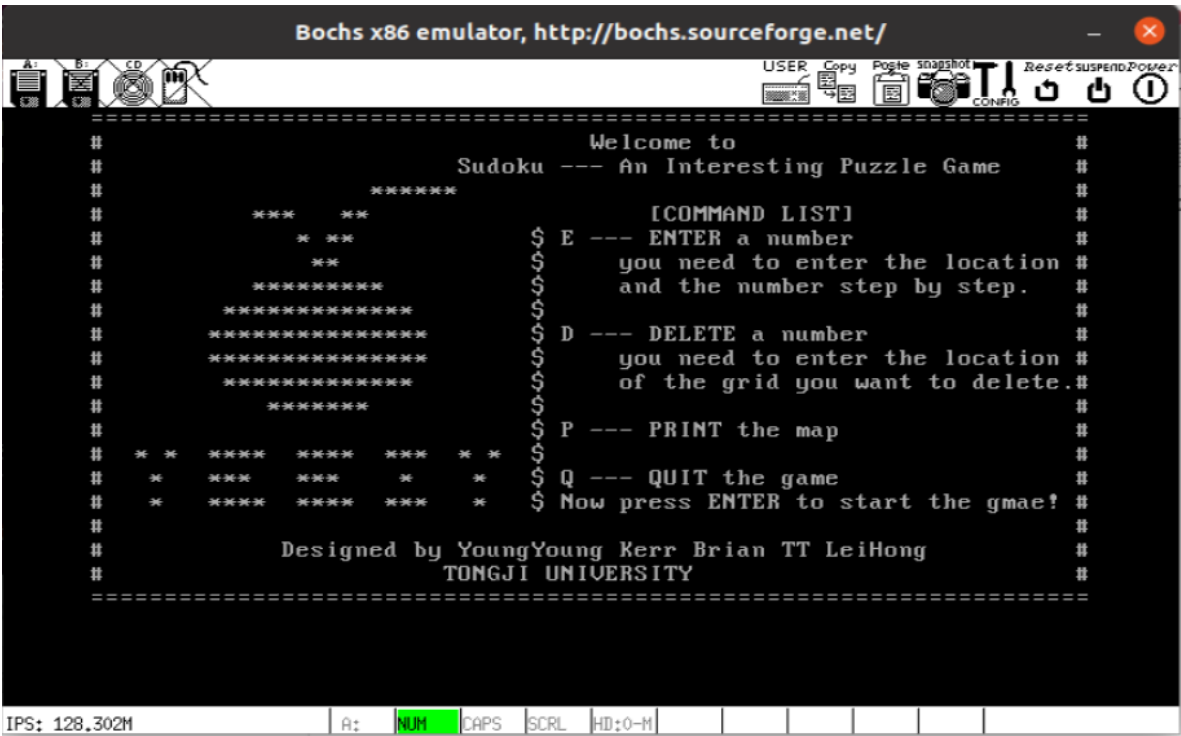 Bochs x86 emulator, http://bochs.sourceforge.net/
A: B: CD USER Copy Paste snapshot CONFIG Reset SUSPEND Power
====================================================================
# Welcome to #
# Sudoku --- An Interesting Puzzle Game #
# ****** #
# *** ** [COMMAND LIST] #
# * ** $ E --- ENTER a number #
# ** $ you need to enter the location #
# ********* $ and the number step by step. #
# ************* $ #
# *************** $ D --- DELETE a number #
# *************** $ you need to enter the location #
# ************* $ of the grid you want to delete.#
# ******* $ #
# $ P --- PRINT the map #
# * * **** **** *** * * $ #
# * *** *** * * $ Q --- QUIT the game #
# * **** **** *** * $ Now press ENTER to start the gmae! #
# #
# Designed by YoungYoung Kerr Brian TT LeiHong #
# TONGJI UNIVERSITY #
====================================================================
IPS: 128.302M A: NUM CAPS SCRL HD:0-M